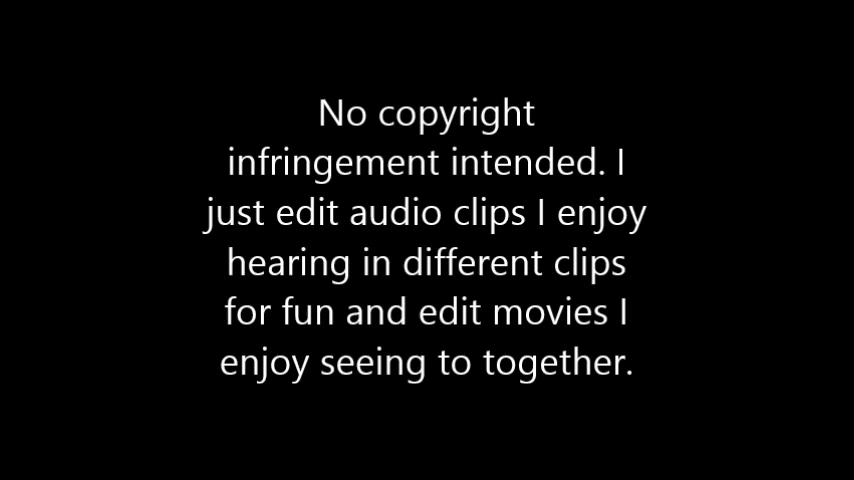 No copyright
infringement intended. I
just edit audio clips I enjoy
hearing in different clips
for fun and edit movies I
enjoy seeing to together.